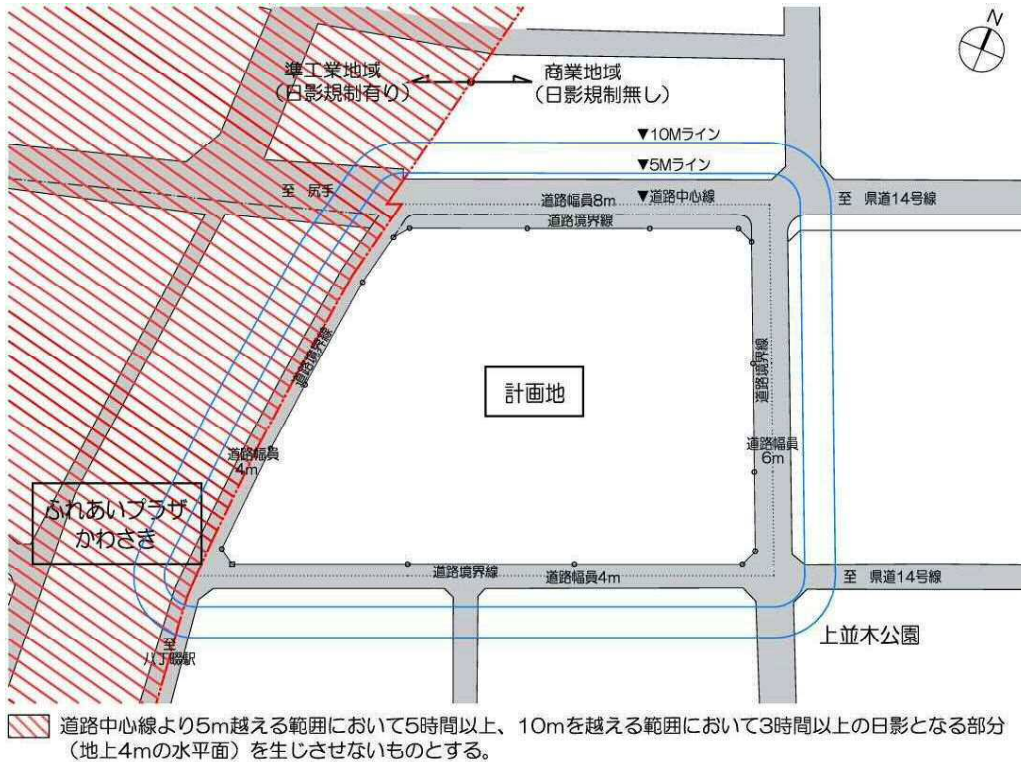 N
準工業地域
(日影規制有り)
商業地域
(日影規制無し)
▼10Mライン
▼5Mライン
至 尻手
道路幅員8m
▼道路中心線
至 県道14号線
道路境界線
道路境界線
道路境界線
計画地
道路幅員
4m
道路幅員
6m
ふれあいプラザ
かわさき
道路境界線
道路幅員4m
至 県道14号線
上並木公園
至
八丁畷駅
道路中心線より5m越える範囲において5時間以上、10mを越える範囲において3時間以上の日影となる部分
(地上4mの水平面)を生じさせないものとする。